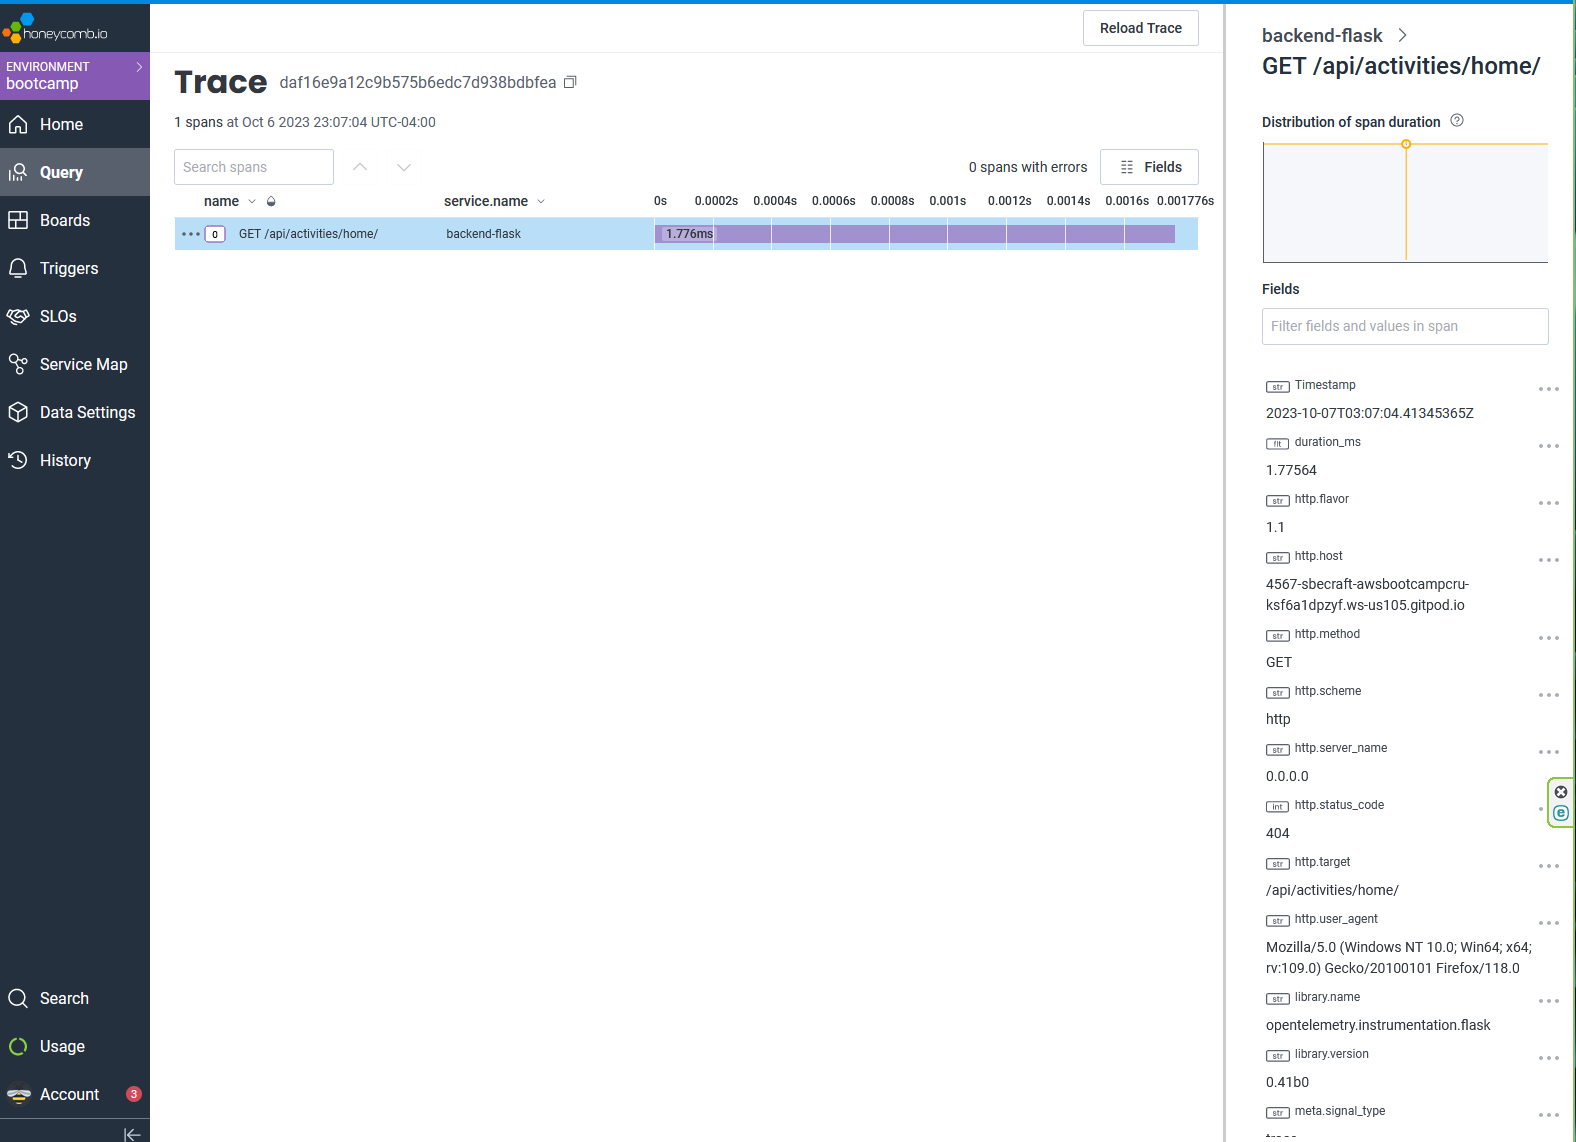 honeycomb.io
ENVIRONMENT
bootcamp
Home
Query
Boards
Triggers
SLOs
Service Map
Data Settings
History
Search
Usage
Account 3
Reload Trace
Trace daf16e9a12c9b575b6edc7d938bdbfea
1 spans at Oct 6 2023 23:07:04 UTC-04:00
Search spans
0 spans with errors
Fields
name service.name 0s 0.0002s 0.0004s 0.0006s 0.0008s 0.001s 0.0012s 0.0014s 0.0016s 0.001776s
0 GET /api/activities/home/ backend-flask 1.776ms
backend-flask
GET /api/activities/home/
Distribution of span duration
Fields
Filter fields and values in span
str Timestamp
2023-10-07T03:07:04.41345365Z
flt duration_ms
1.77564
str http.flavor
1.1
str http.host
4567-sbecraft-awsbootcampcru-
ksf6a1dpzyf.ws-us105.gitpod.io
str http.method
GET
str http.scheme
http
str http.server_name
0.0.0.0
int http.status_code
404
str http.target
/api/activities/home/
str http.user_agent
Mozilla/5.0 (Windows NT 10.0; Win64; x64;
rv:109.0) Gecko/20100101 Firefox/118.0
str library.name
opentelemetry.instrumentation.flask
str library.version
0.41b0
str meta.signal_type